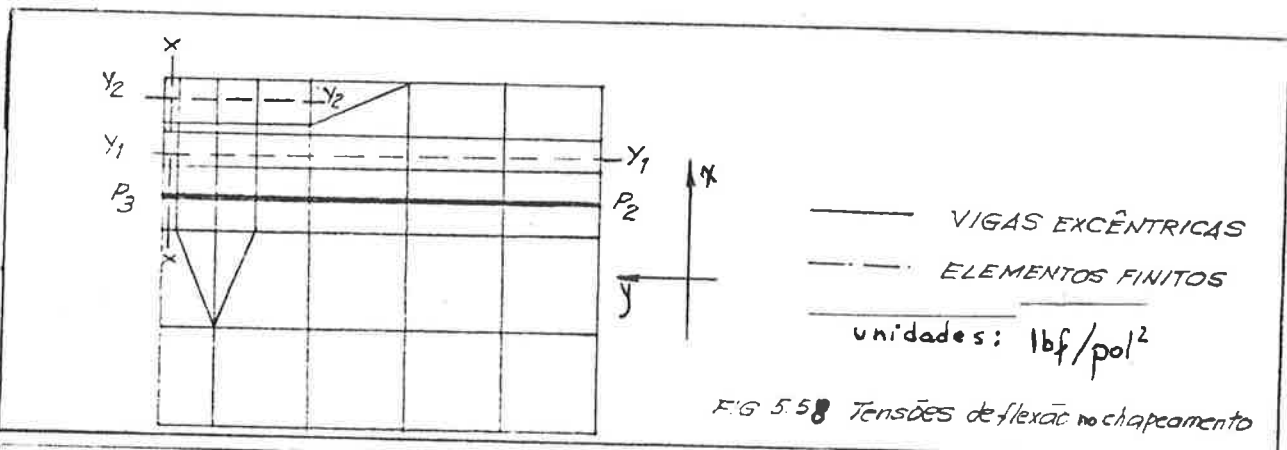 x
Y2 Y2
Y1 Y1
P3 P2
x
x
y
VIGAS EXCÊNTRICAS
ELEMENTOS FINITOS
unidades: lbf/pol²
FIG 5.58 Tensões de flexão no chapeamento